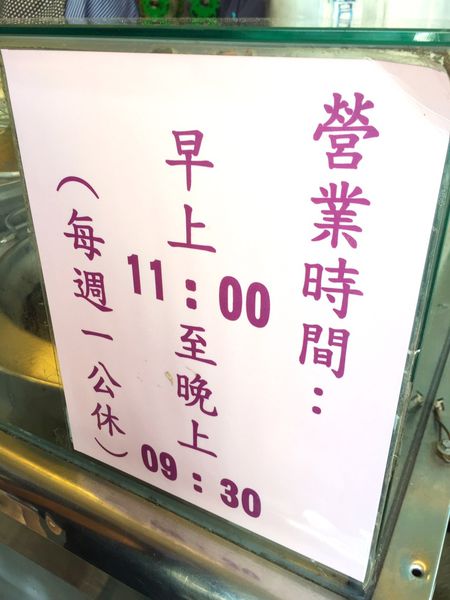 營業時間：
早上
11：00
至晚上
09：30
（每週一公休）